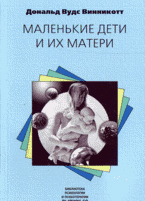 Дональд Вудс Винникотт
МАЛЕНЬКИЕ ДЕТИ
И ИХ МАТЕРИ
БИБЛИОТЕКА
ПСИХОЛОГИИ
И ПСИХОТЕРАПИИ